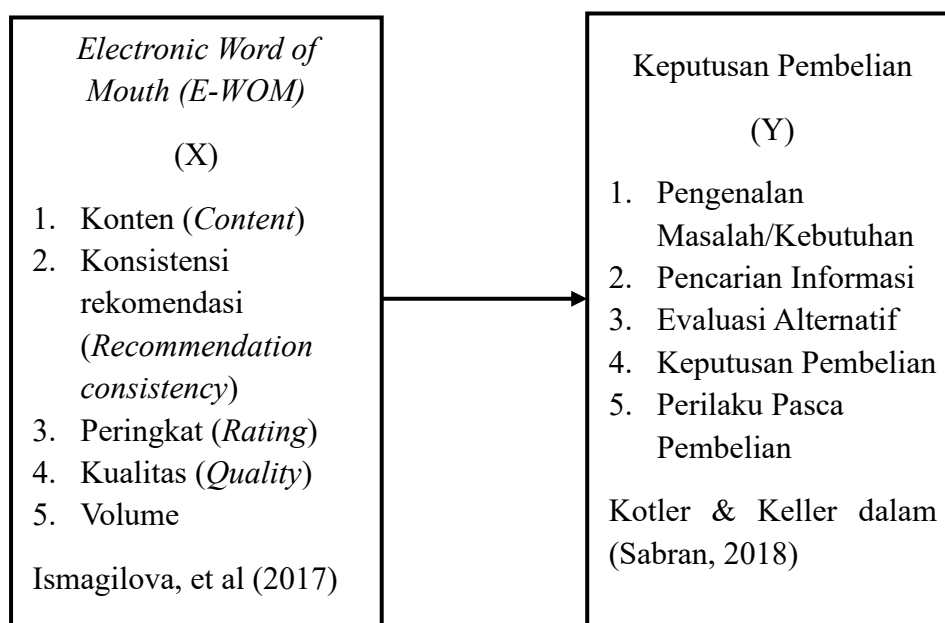 Electronic Word of
Mouth (E-WOM)
(X)
1. Konten (Content)
2. Konsistensi
rekomendasi
(Recommendation
consistency)
3. Peringkat (Rating)
4. Kualitas (Quality)
5. Volume
Ismagilova, et al (2017)
Keputusan Pembelian
(Y)
1. Pengenalan
Masalah/Kebutuhan
2. Pencarian Informasi
3. Evaluasi Alternatif
4. Keputusan Pembelian
5. Perilaku Pasca
Pembelian
Kotler & Keller dalam
(Sabran, 2018)